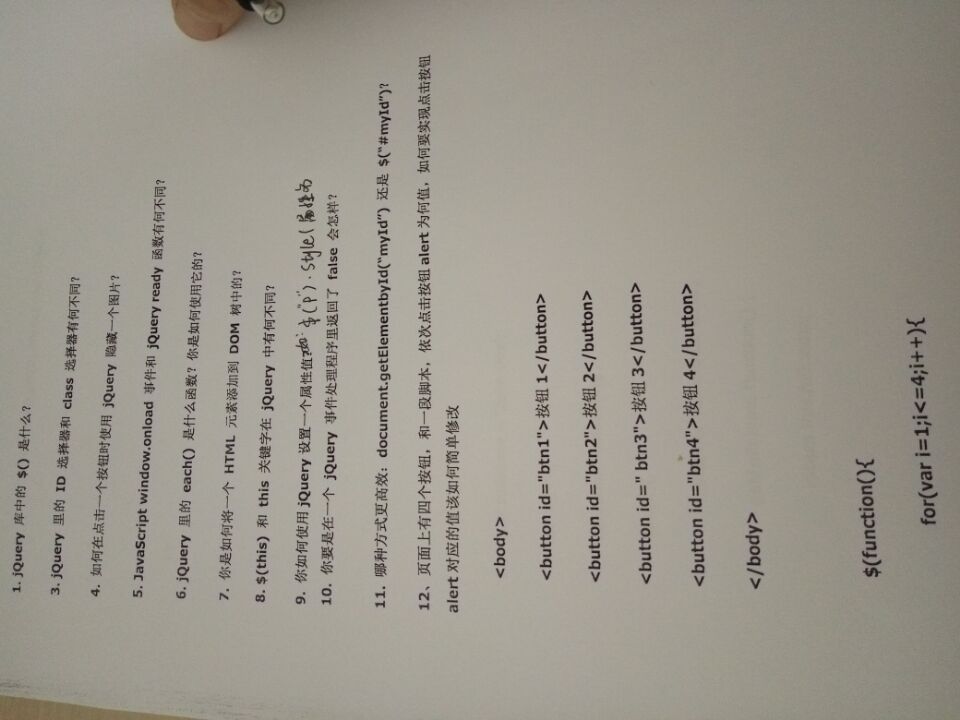 1. jQuery 库中的 $() 是什么?
3. jQuery 里的 ID 选择器和 class 选择器有何不同?
4. 如何在点击一个按钮时使用 jQuery 隐藏一个图片?
5. JavaScript window.onload 事件和 jQuery ready 函数有何不同?
6. jQuery 里的 each() 是什么函数? 你是如何使用它的?
7. 你是如何将一个 HTML 元素添加到 DOM 树中的?
8. $(this) 和 this 关键字在 jQuery 中有何不同?
9. 你如何使用 jQuery 设置一个属性值? 如: $("p").style(属性名
10. 你要是在一个 jQuery 事件处理程序里返回了 false 会怎样?
11. 哪种方式更高效: document.getElementbyId("myId") 还是 $("#myId")?
12. 页面上有四个按钮, 和一段脚本, 依次点击按钮 alert 为何值, 如何要实现点击按钮
alert 对应的值该如何简单修改
<body>
<button id="btn1">按钮 1</button>
<button id="btn2">按钮 2</button>
<button id=" btn3">按钮 3</button>
<button id="btn4">按钮 4</button>
</body>
$(function(){
for(var i=1;i<=4;i++){